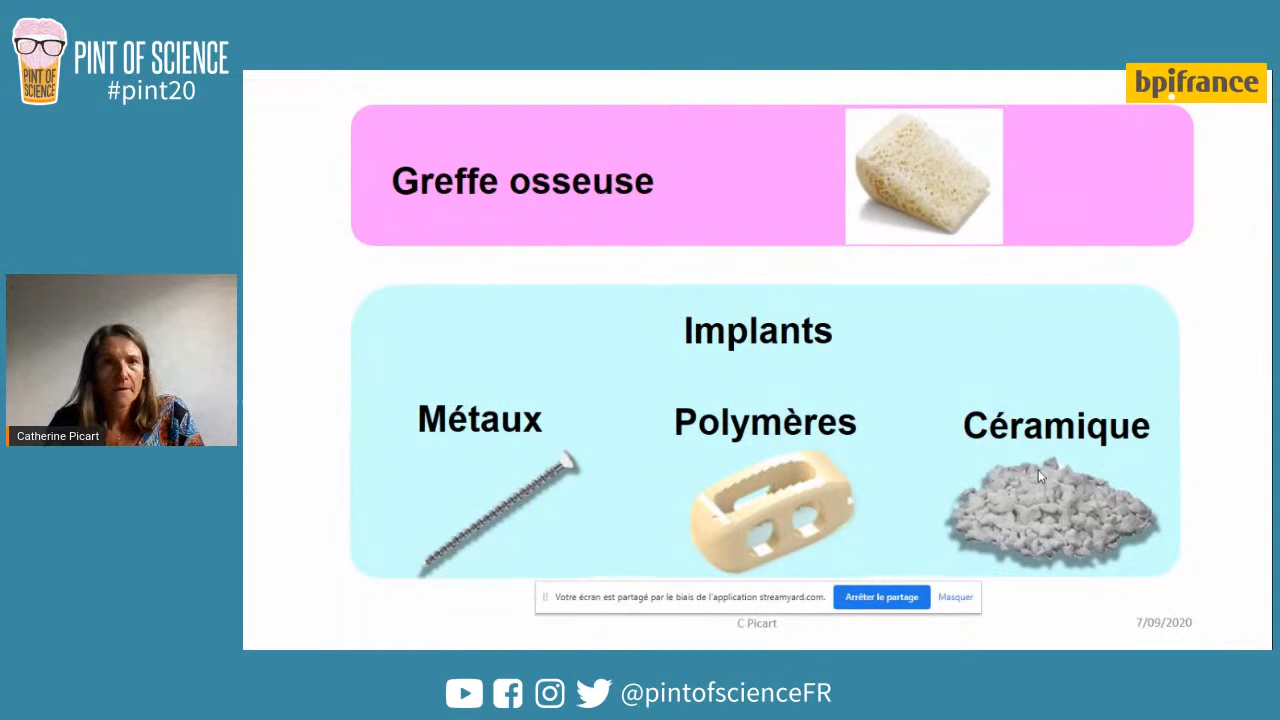 PINT OF SCIENCE
#pint20
PINT OF
SCIENCE
bpifrance
Greffe osseuse
Implants
Métaux
Polymères
Céramique
Catherine Picart
Votre écran est partagé par le biais de l'application streamyard.com.
Arrêter le partage
Masquer
C Picart
7/09/2020
@pintofscienceFR